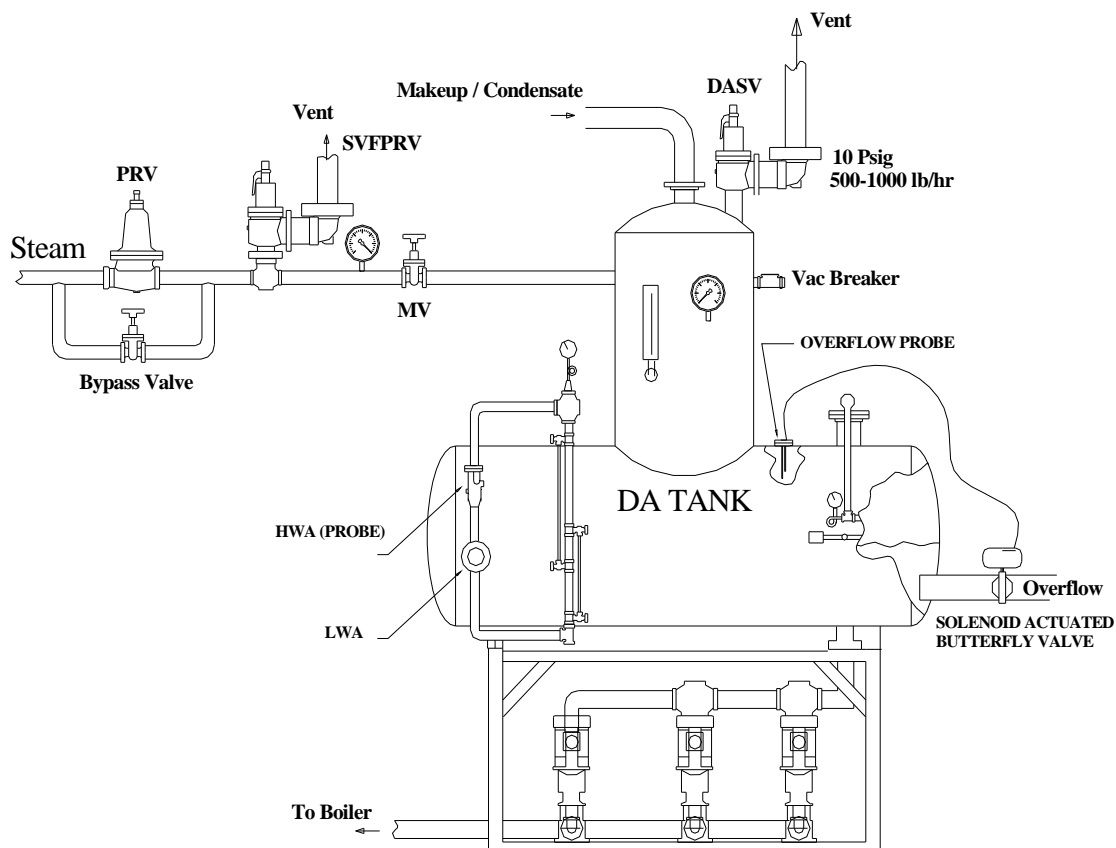 Vent
Makeup / Condensate
DASV
Vent
SVFPRV
10 Psig
500-1000 lb/hr
PRV
Steam
Vac Breaker
MV
OVERFLOW PROBE
Bypass Valve
DA TANK
HWA (PROBE)
Overflow
LWA
SOLENOID ACTUATED
BUTTERFLY VALVE
To Boiler